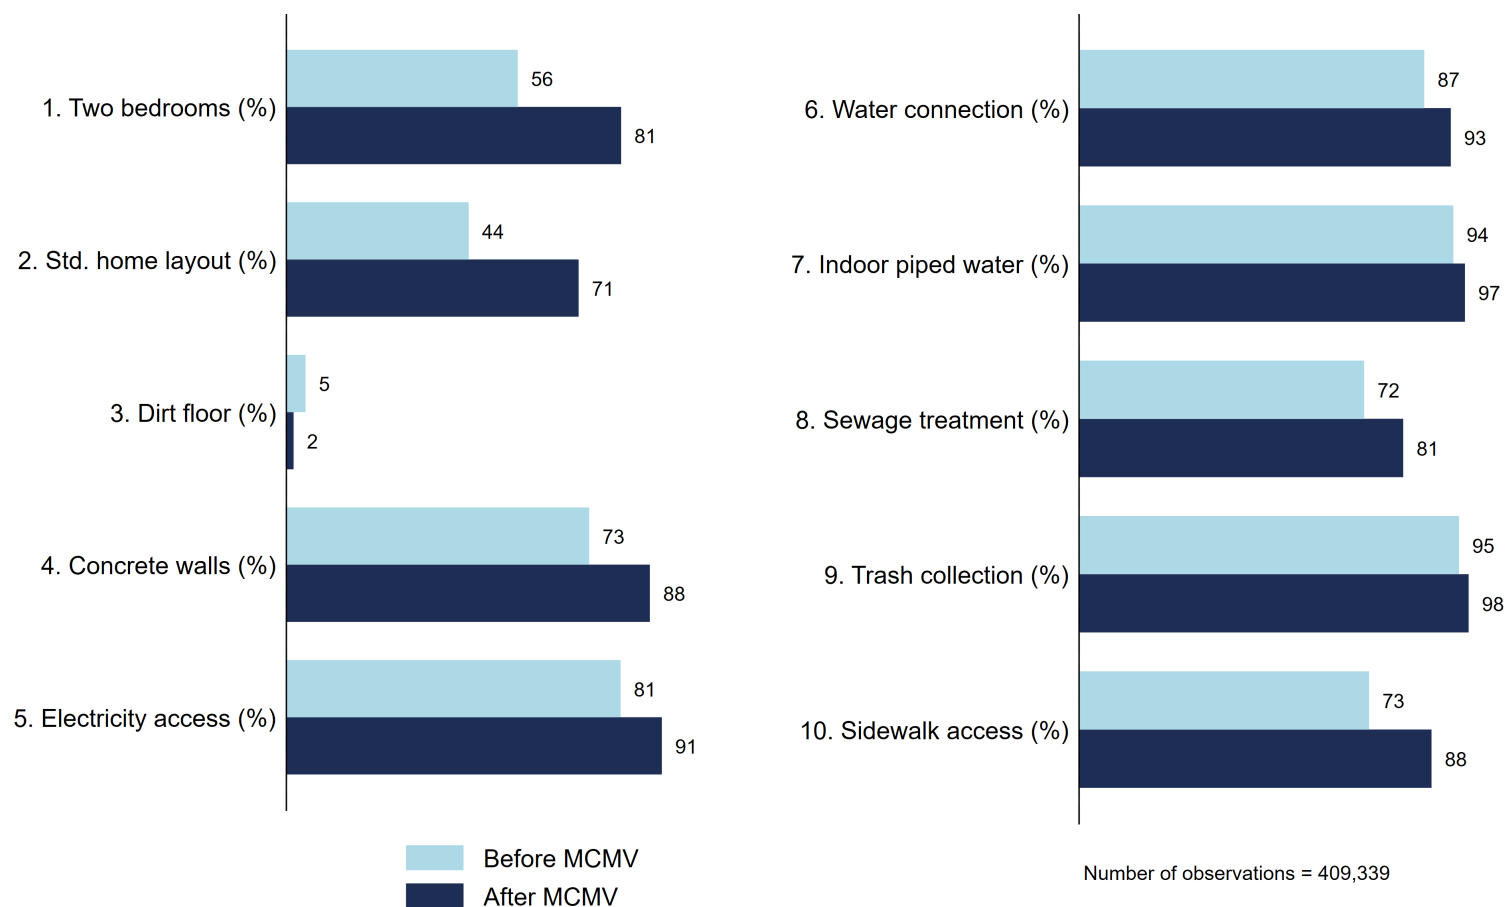 1. Two bedrooms (%)
56
81
2. Std. home layout (%)
44
71
3. Dirt floor (%)
5
2
4. Concrete walls (%)
73
88
5. Electricity access (%)
81
91
Before MCMV
After MCMV
6. Water connection (%)
87
93
7. Indoor piped water (%)
94
97
8. Sewage treatment (%)
72
81
9. Trash collection (%)
95
98
10. Sidewalk access (%)
73
88
Number of observations = 409,339